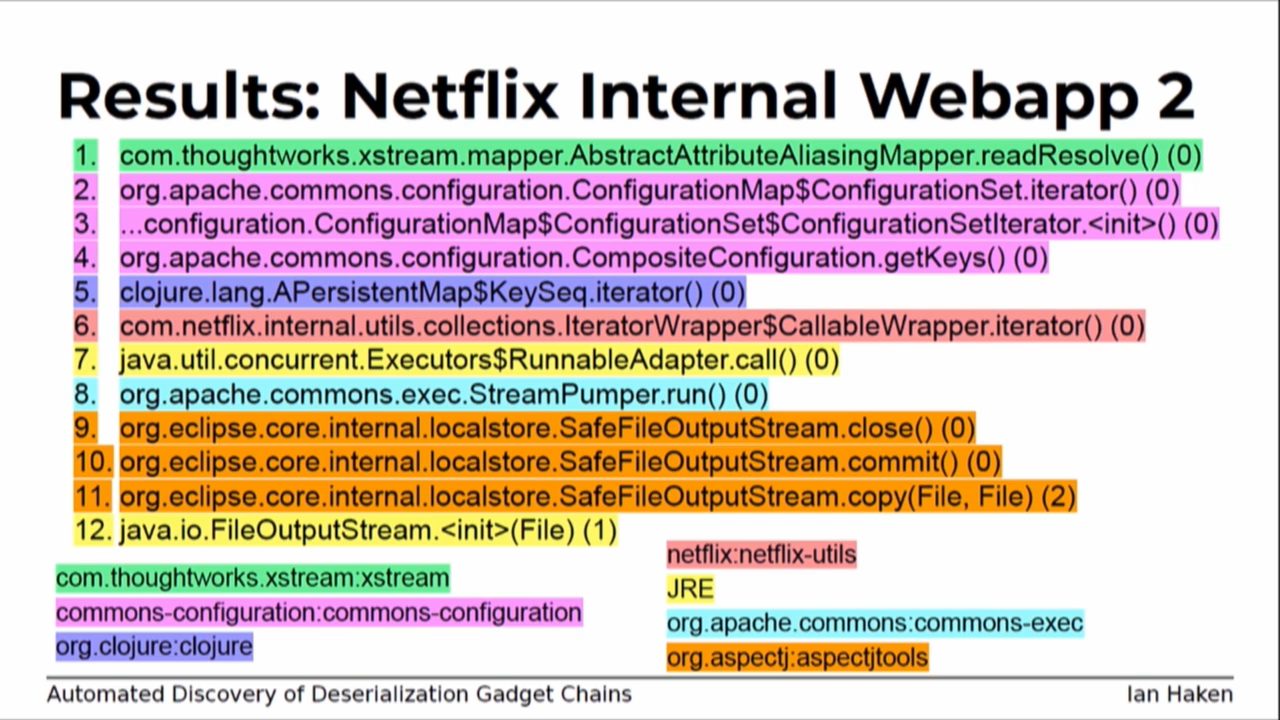 Results: Netflix Internal Webapp 2
1. com.thoughtworks.xstream.mapper.AbstractAttributeAliasingMapper.readResolve() (0)
2. org.apache.commons.configuration.ConfigurationMap$ConfigurationSet.iterator() (0)
3. ...configuration.ConfigurationMap$ConfigurationSet$ConfigurationSetIterator.<init>() (0)
4. org.apache.commons.configuration.CompositeConfiguration.getKeys() (0)
5. clojure.lang.APersistentMap$KeySeq.iterator() (0)
6. com.netflix.internal.utils.collections.IteratorWrapper$CallableWrapper.iterator() (0)
7. java.util.concurrent.Executors$RunnableAdapter.call() (0)
8. org.apache.commons.exec.StreamPumper.run() (0)
9. org.eclipse.core.internal.localstore.SafeFileOutputStream.close() (0)
10. org.eclipse.core.internal.localstore.SafeFileOutputStream.commit() (0)
11. org.eclipse.core.internal.localstore.SafeFileOutputStream.copy(File, File) (2)
12. java.io.FileOutputStream.<init>(File) (1)
com.thoughtworks.xstream:xstream
commons-configuration:commons-configuration
org.clojure:clojure
netflix:netflix-utils
JRE
org.apache.commons:commons-exec
org.aspectj:aspectjtools
Automated Discovery of Deserialization Gadget Chains
Ian Haken